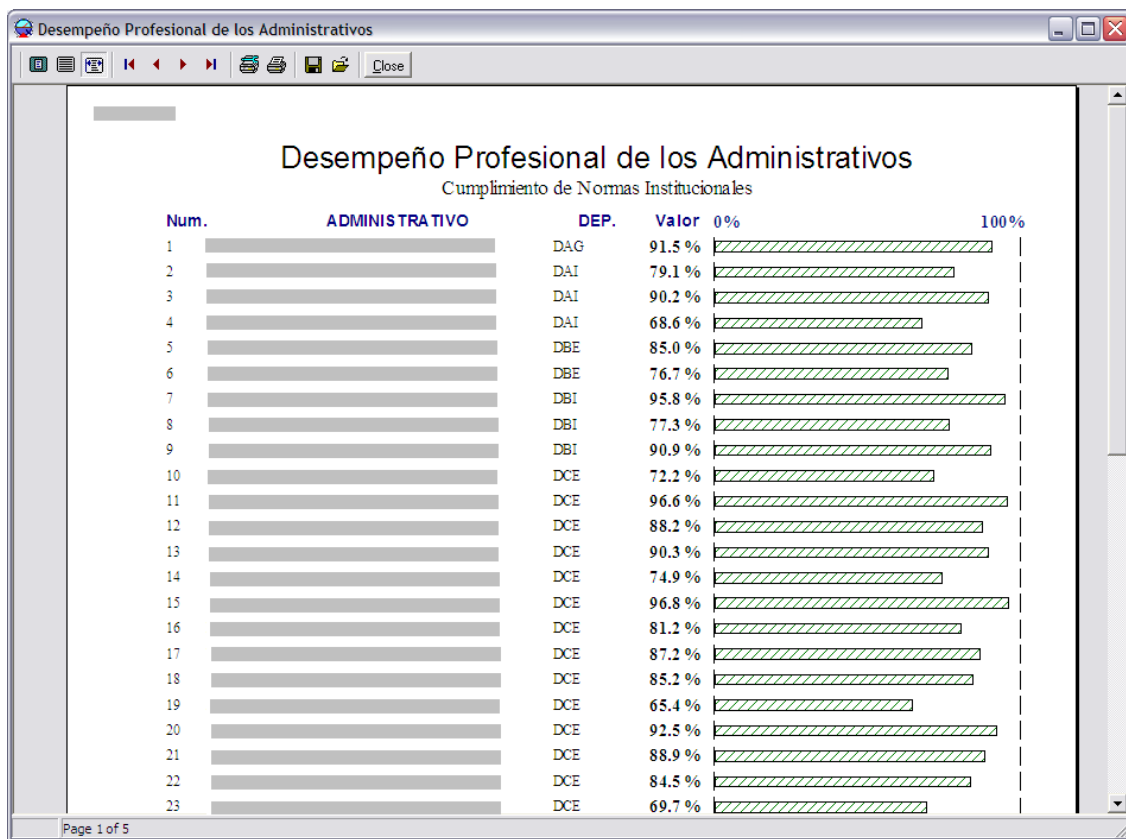 Desempeño Profesional de los Administrativos
Close
Desempeño Profesional de los Administrativos
Cumplimiento de Normas Institucionales
Num. ADMINISTRATIVO DEP. Valor 0% 100%
1 DAG 91.5 %
2 DAI 79.1 %
3 DAI 90.2 %
4 DAI 68.6 %
5 DBE 85.0 %
6 DBE 76.7 %
7 DBI 95.8 %
8 DBI 77.3 %
9 DBI 90.9 %
10 DCE 72.2 %
11 DCE 96.6 %
12 DCE 88.2 %
13 DCE 90.3 %
14 DCE 74.9 %
15 DCE 96.8 %
16 DCE 81.2 %
17 DCE 87.2 %
18 DCE 85.2 %
19 DCE 65.4 %
20 DCE 92.5 %
21 DCE 88.9 %
22 DCE 84.5 %
23 DCE 69.7 %
Page 1 of 5